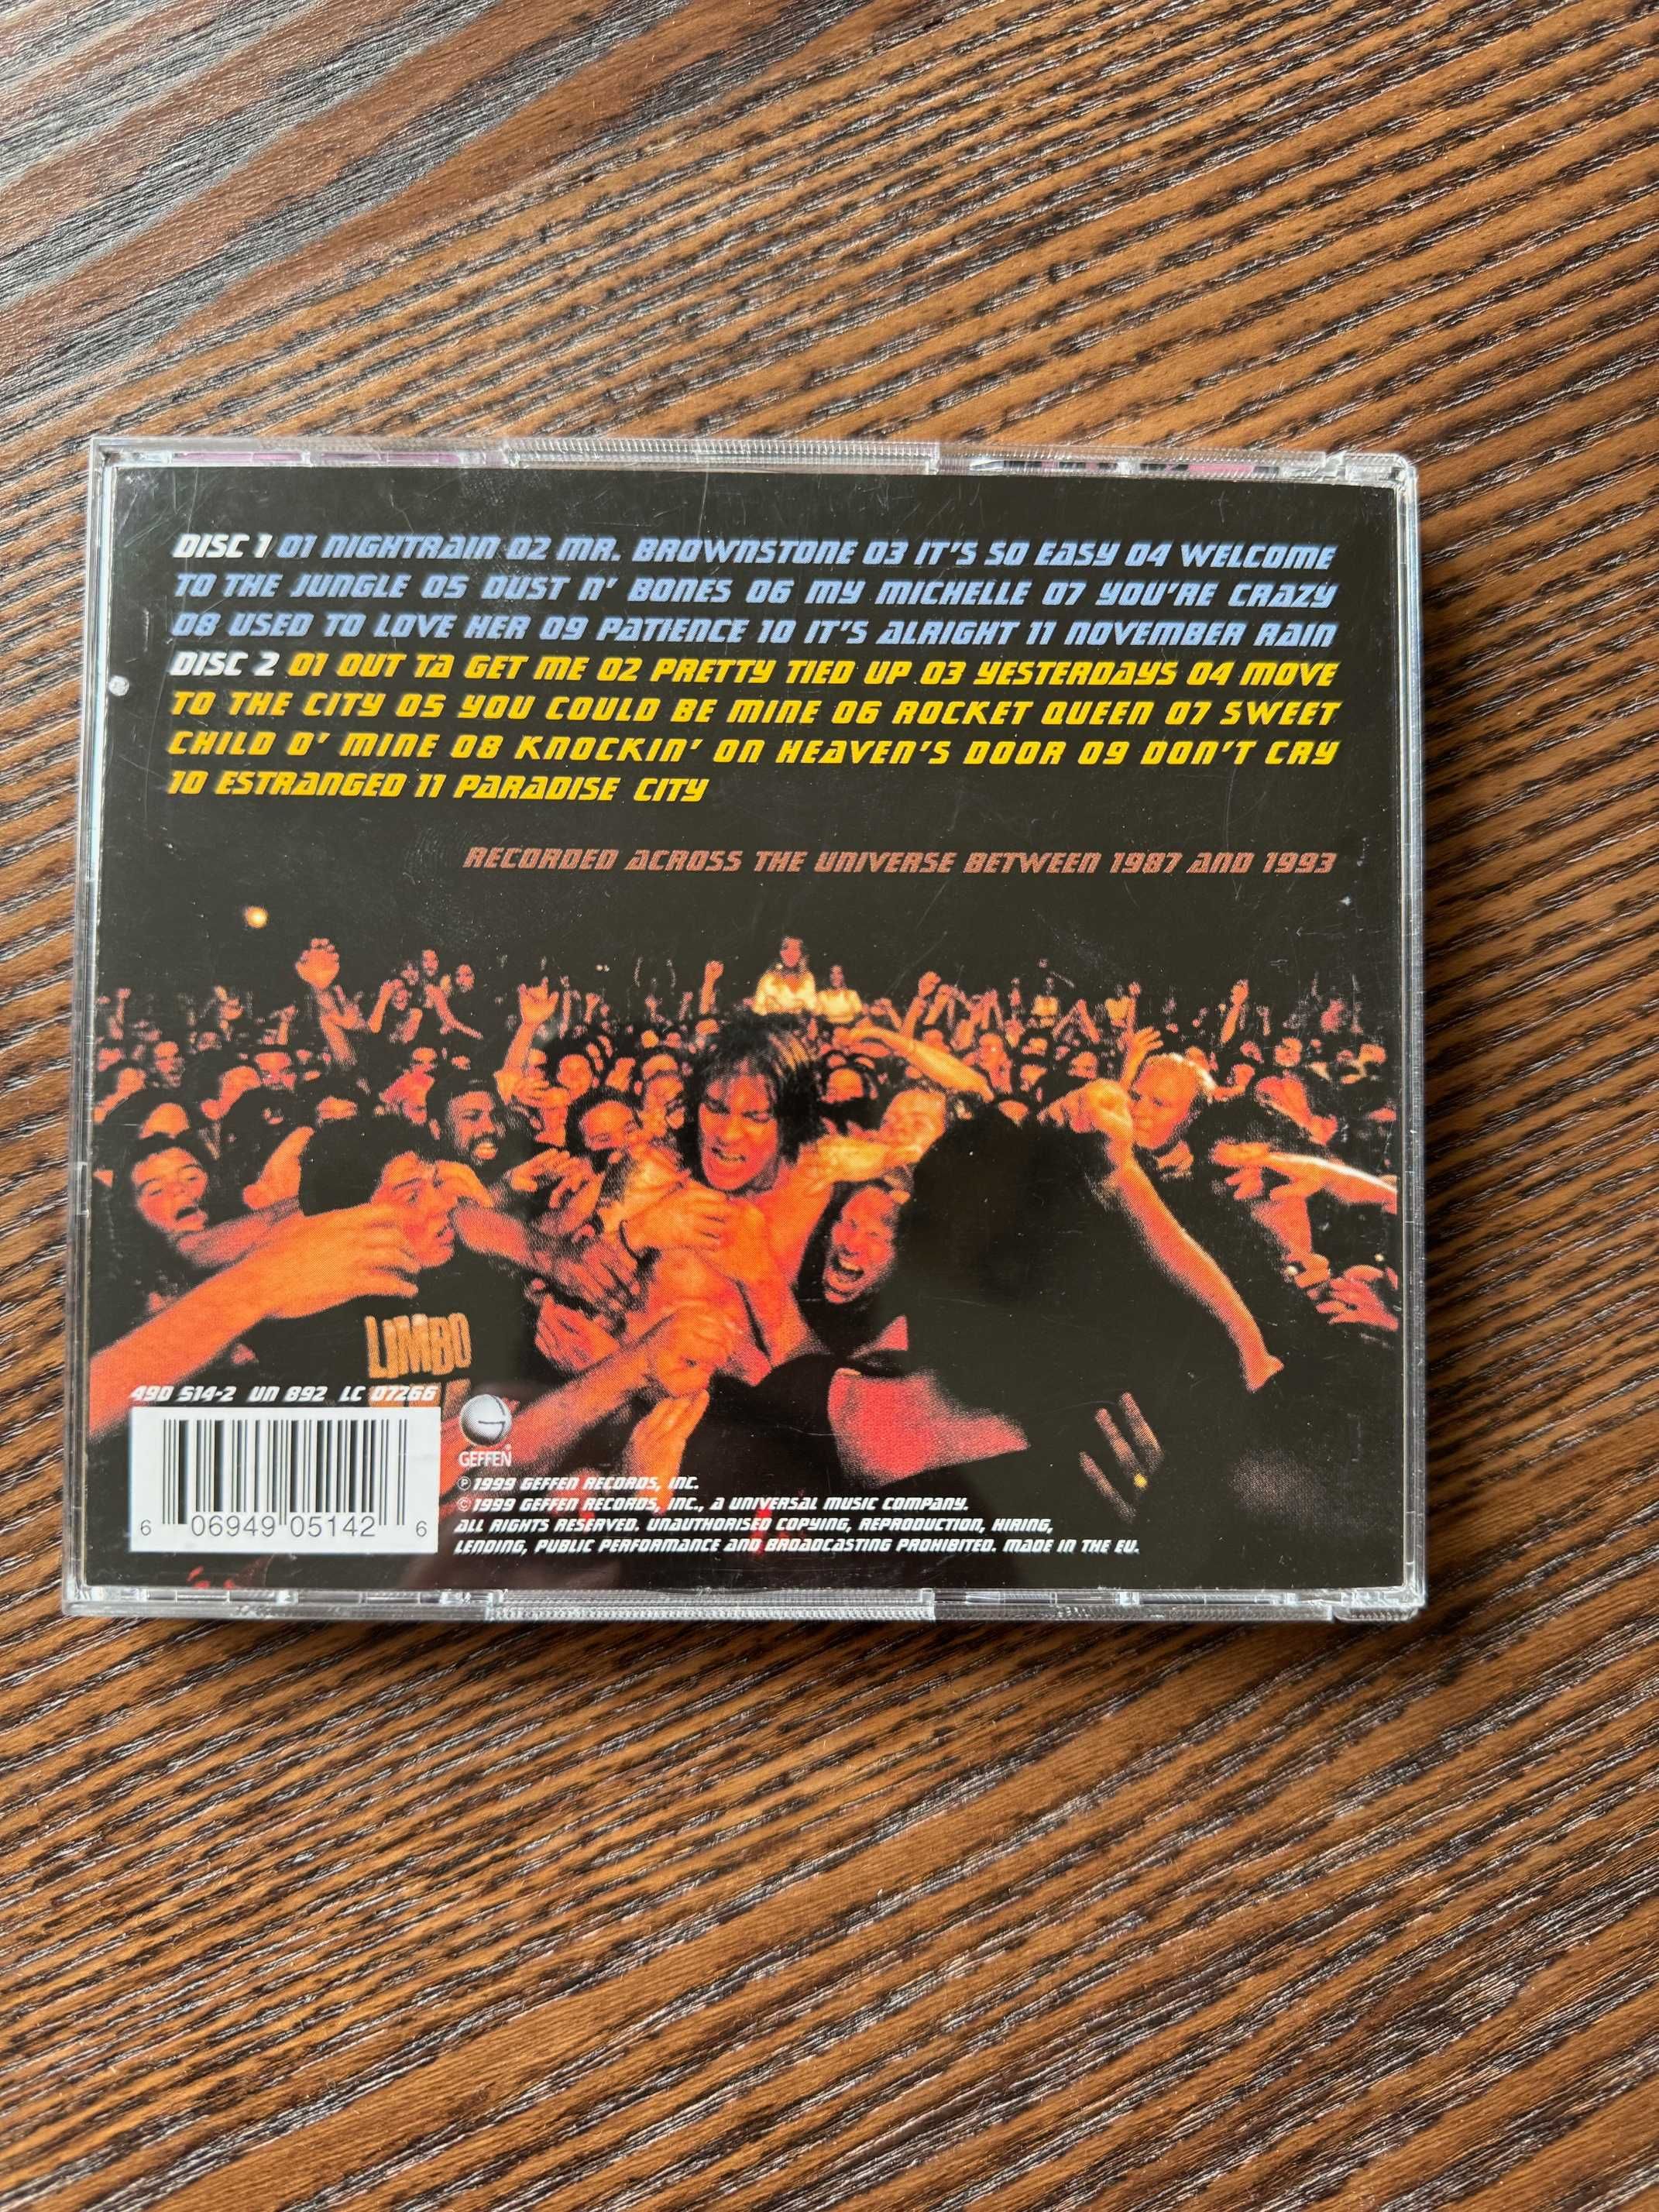 DISC 1 01 NIGHTRAIN 02 MR. BROWNSTONE 03 IT'S SO EASY 04 WELCOME
TO THE JUNGLE 05 DUST N' BONES 06 MY MICHELLE 07 YOU'RE CRAZY
08 USED TO LOVE HER 09 PATIENCE 10 IT'S ALRIGHT 11 NOVEMBER RAIN
DISC 2 01 OUT TA GET ME 02 PRETTY TIED UP 03 YESTERDAYS 04 MOVE
TO THE CITY 05 YOU COULD BE MINE 06 ROCKET QUEEN 07 SWEET
CHILD O' MINE 08 KNOCKIN' ON HEAVEN'S DOOR 09 DON'T CRY
10 ESTRANGED 11 PARADISE CITY
RECORDED ACROSS THE UNIVERSE BETWEEN 1987 AND 1993
LIMBO
490 514-2 UN 892 LC 07266
6 06949 05142 6
GEFFEN®
℗ 1999 GEFFEN RECORDS, INC.
© 1999 GEFFEN RECORDS, INC., A UNIVERSAL MUSIC COMPANY.
ALL RIGHTS RESERVED. UNAUTHORISED COPYING, REPRODUCTION, HIRING,
LENDING, PUBLIC PERFORMANCE AND BROADCASTING PROHIBITED. MADE IN THE EU.